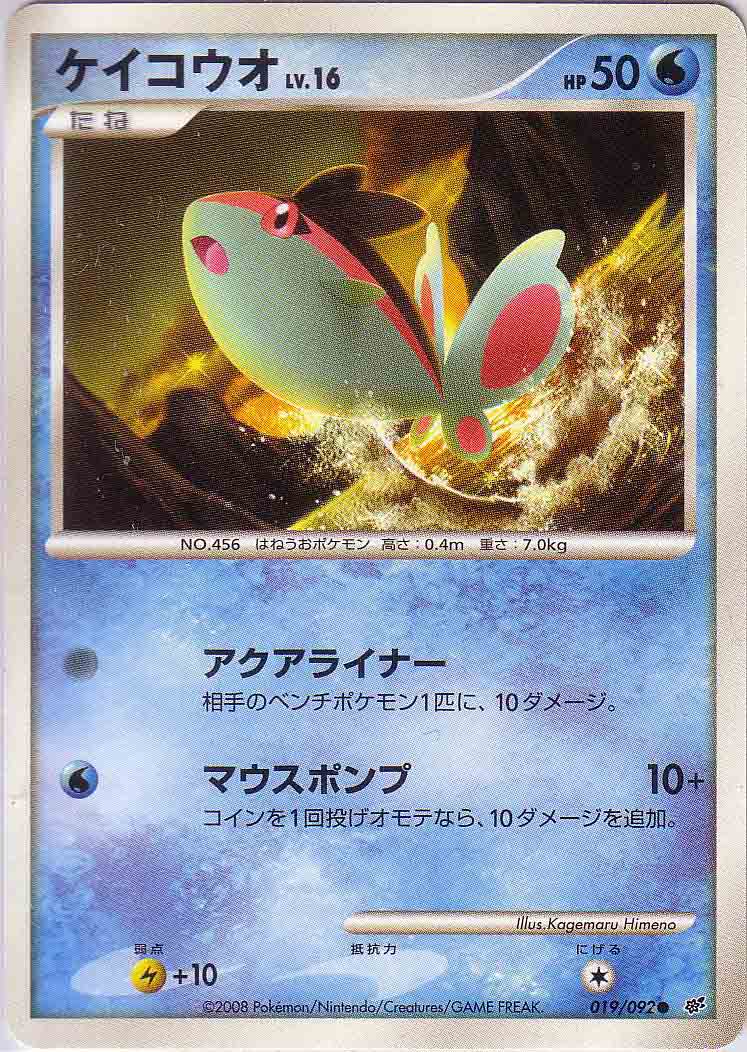 ケイコウオ LV.16 HP 50
たね
NO.456 はねうおポケモン 高さ：0.4m 重さ：7.0kg
アクアライナー
相手のベンチポケモン1匹に、10ダメージ。
マウスポンプ 10+
コインを1回投げオモテなら、10ダメージを追加。
Illus.Kagemaru Himeno
弱点 抵抗力 にげる
+10
©2008 Pokémon/Nintendo/Creatures/GAME FREAK. 019/092